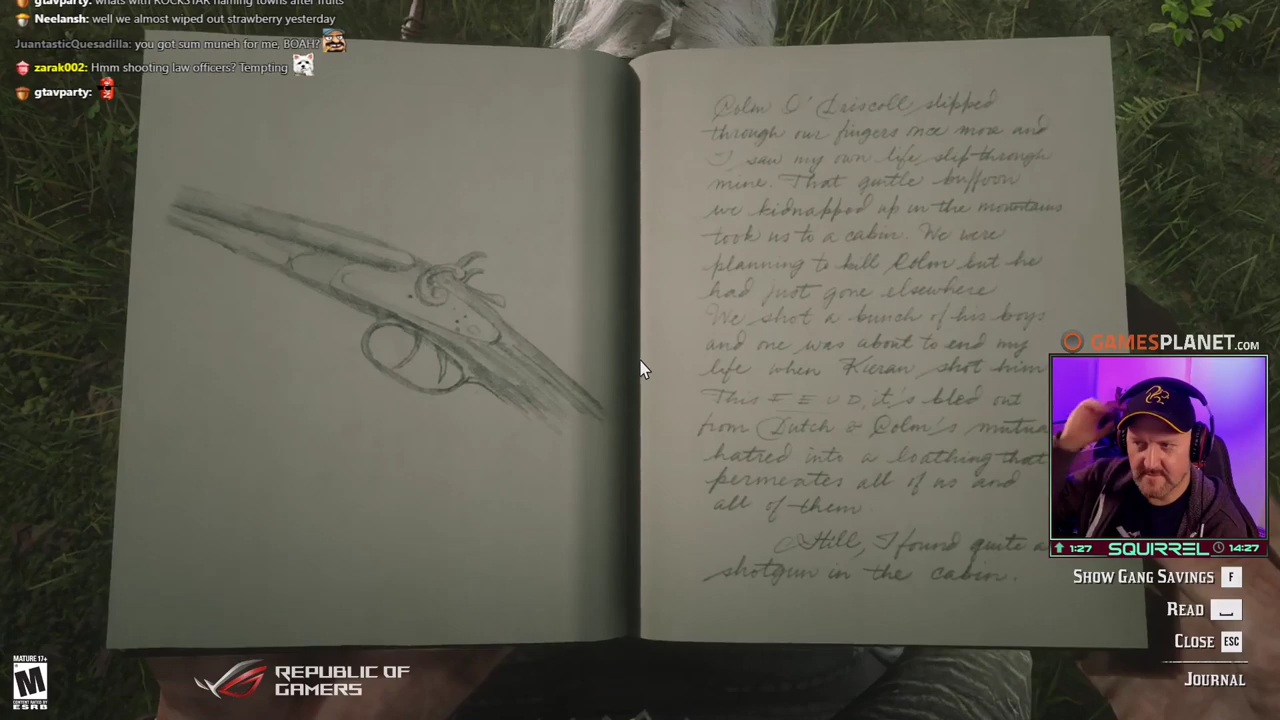 gtavparty: whats with ROCKSTAR naming towns after fruits
Neelansh: well we almost wiped out strawberry yesterday
JuantasticQuesadilla: you got sum muneh for me, BOAH?
zarak002: Hmm shooting law officers? Tempting
gtavparty:
Colm O'Driscoll slipped
through our fingers once more and
I saw my own life slip through
mine. That gentle buffoon
we kidnapped up in the mountains
took us to a cabin. We were
planning to kill Colm but he
had just gone elsewhere
We shot a bunch of his boys
and one was about to end my
life when Kieran shot him
This FEUD, it's bled out
from Dutch & Colm's mutua
hatred into a loathing that
permeates all of us and
all of them
Still, I found quite a
shotgun in the cabin.
GAMESPLANET.COM
1:27 SQUIRREL 14:27
SHOW GANG SAVINGS F
READ
CLOSE ESC
JOURNAL
MATURE 17+
M
CONTENT RATED BY
ESRB
REPUBLIC OF
GAMERS